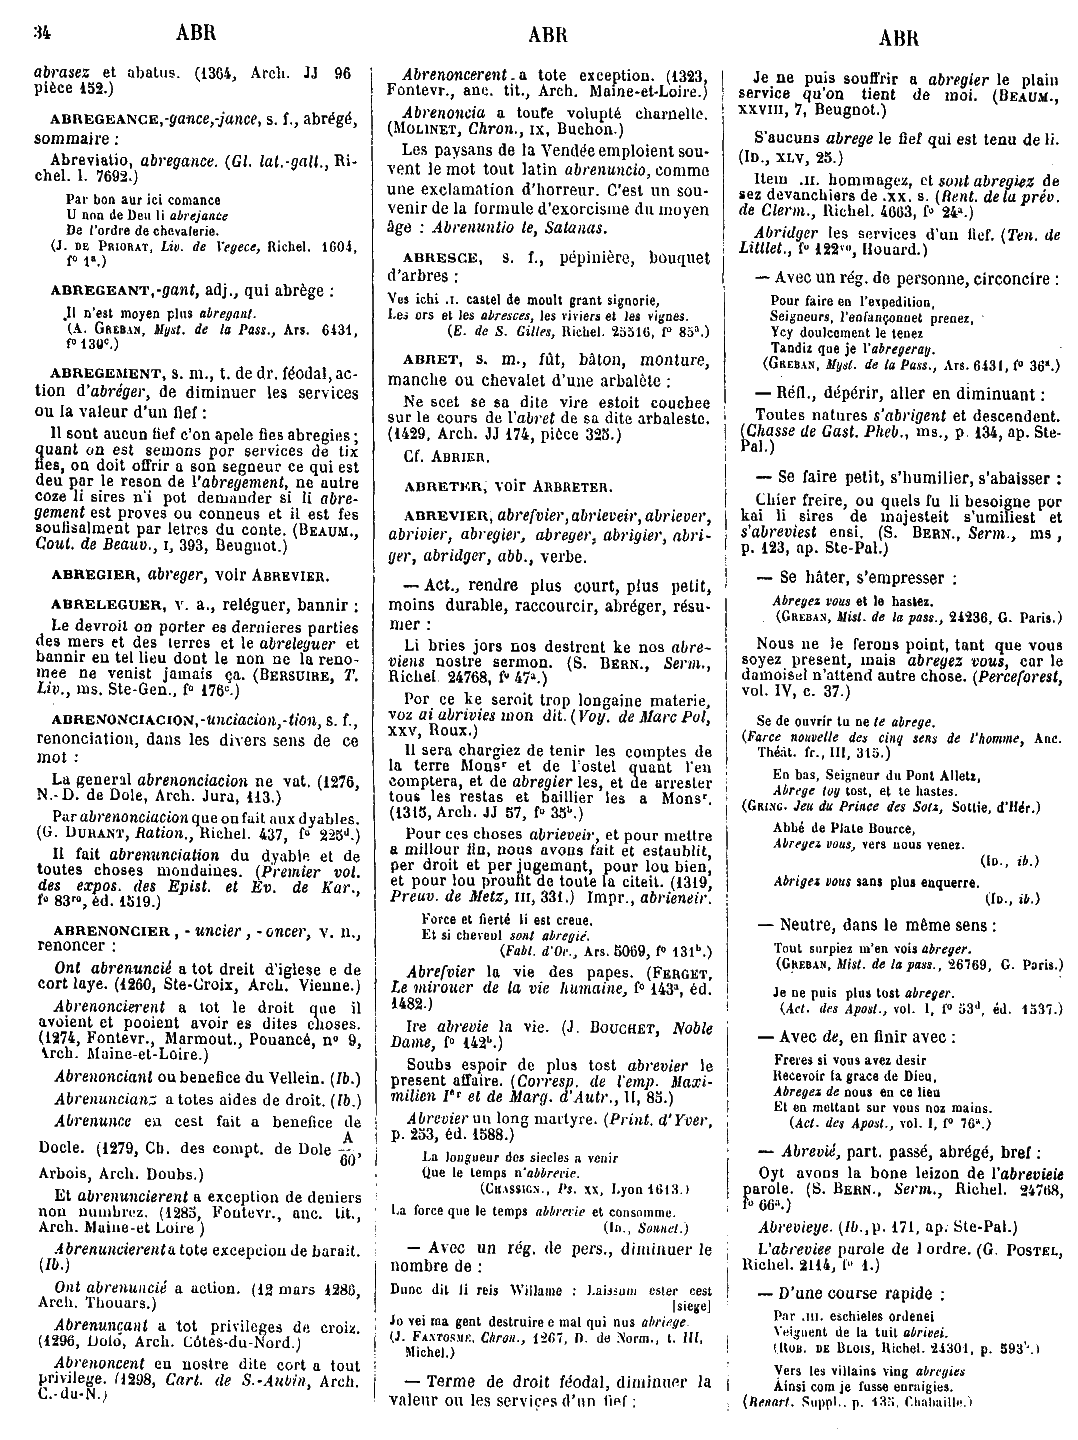 34 ABR ABR ABR
abrasez et abatus. (1364, Arch. JJ 96
pièce 152.)
ABREGEANCE,-gance,-jance, s. f., abrégé,
sommaire :
Abreviatio, abregance. (Gl. lat.-gall., Ri-
chel. l. 7692.)
Par bon aur ici comance
U non de Deu li abrejance
De l'ordre de chevalerie.
(J. DE PRIORAT, Liv. de Vegece, Richel. 1604,
f° 1ª.)
ABREGEANT,-gant, adj., qui abrège :
Il n'est moyen plus abregant.
(A. GREBAN, Myst. de la Pass., Ars. 6431,
f° 130ᶜ.)
ABREGEMENT, s. m., t. de dr. féodal, ac-
tion d'abréger, de diminuer les services
ou la valeur d'un fief :
Il sont aucun fief c'on apele fies abregies ;
quant on est semons por services de tix
fies, on doit offrir a son segneur ce qui est
deu par le reson de l'abregement, ne autre
coze li sires n'i pot demander si li abre-
gement est proves ou conneus et il est fes
soufisalment par letres du conte. (BEAUM.,
Cout. de Beauv., I, 393, Beugnot.)
ABREGIER, abreger, voir ABREVIER.
ABRELEGUER, v. a., reléguer, bannir :
Le devroit on porter es dernieres parties
des mers et des terres et le abreleguer et
bannir en tel lieu dont le non ne la reno-
mee ne venist jamais ça. (BERSUIRE, T.
Liv., ms. Ste-Gen., f° 176ᶜ.)
ABRENONCIACION,-unciacion,-tion, s. f.,
renonciation, dans les divers sens de ce
mot :
La general abrenonciacion ne vat. (1276,
N.-D. de Dole, Arch. Jura, 113.)
Par abrenonciacion que on fait aux dyables.
(G. DURANT, Ration., Richel. 437, f° 225ᵈ.)
Il fait abrenunciation du dyable et de
toutes choses mondaines. (Premier vol.
des expos. des Epist. et Ev. de Kar.,
f° 83ʳᵒ, éd. 1519.)
ABRENONCIER, - uncier, - oncer, v. n.,
renoncer :
Ont abrenuncié a tot dreit d'iglese e de
cort laye. (1260, Ste-Croix, Arch. Vienne.)
Abrenoncierent a tot le droit que il
avoient et pooient avoir es dites choses.
(1274, Fontevr., Marmout., Pouancé, n° 9,
Arch. Maine-et-Loire.)
Abrenonciant ou benefice du Vellein. (Ib.)
Abrenuncianz a totes aides de droit. (Ib.)
Abrenunce en cest fait a benefice de
Docle. (1279, Ch. des compt. de Dole A/60,
Arbois, Arch. Doubs.)
Et abrenuncierent a exception de deniers
non numbrez. (1285, Fontevr., anc. tit.,
Arch. Maine-et Loire )
Abrenuncierent a tote excepcion de barait.
(Ib.)
Ont abrenuncié a action. (12 mars 1286,
Arch. Thouars.)
Abrenunçant a tot privileges de croiz.
(1296, Dolo, Arch. Côtes-du-Nord.)
Abrenoncent en nostre dite cort a tout
privilege. (1298, Cart. de S.-Aubin, Arch.
C.-du-N.)
Abrenoncerent a tote exception. (1323,
Fontevr., anc. tit., Arch. Maine-et-Loire.)
Abrenoncia a toute volupté charnelle.
(MOLINET, Chron., IX, Buchon.)
Les paysans de la Vendée emploient sou-
vent le mot tout latin abrenuncio, comme
une exclamation d'horreur. C'est un sou-
venir de la formule d'exorcisme du moyen
âge : Abrenuntio te, Satanas.
ABRESCE, s. f., pépinière, bouquet
d'arbres :
Ves ichi .I. castel de moult grant signorie,
Les ors et les abresces, les viviers et les vignes.
(E. de S. Gilles, Richel. 25516, f° 85ª.)
ABRET, s. m., fût, bâton, monture,
manche ou chevalet d'une arbalète :
Ne scet se sa dite vire estoit couchee
sur le cours de l'abret de sa dite arbaleste.
(1429, Arch. JJ 174, pièce 325.)
Cf. ABRIER.
ABRETER, voir ARBRETER.
ABREVIER, abrefvier, abrieveir, abriever,
abrivier, abregier, abreger, abrigier, abri-
ger, abridger, abb., verbe.
— Act., rendre plus court, plus petit,
moins durable, raccourcir, abréger, résu-
mer :
Li bries jors nos destrent ke nos abre-
viens nostre sermon. (S. BERN., Serm.,
Richel 24768, f° 47ª.)
Por ce ke seroit trop longaine materie,
voz ai abrivies mon dit. (Voy. de Marc Pol,
XXV, Roux.)
Il sera chargiez de tenir les comptes de
la terre Monsʳ et de l'ostel quant l'en
comptera, et de abregier les, et de arrester
tous les restas et baillier les a Monsʳ.
(1315, Arch. JJ 57, f° 35ᵇ.)
Pour ces choses abrieveir, et pour mettre
a millour fin, nous avons fait et estaublit,
per droit et per jugemant, pour lou bien,
et pour lou proufit de toute la citeit. (1319,
Preuv. de Metz, III, 331.) Impr., abrieneir.
Force et fierté li est creue.
Et si cheveul sont abregié.
(Fabl. d'Or., Ars. 5069, f° 131ᵇ.)
Abrefvier la vie des papes. (FERGET,
Le mirouer de la vie humaine, f° 143ª, éd.
1482.)
Ire abrevie la vie. (J. BOUCHET, Noble
Dame, f° 142ᵇ.)
Soubs espoir de plus tost abrevier le
present affaire. (Corresp. de l'emp. Maxi-
milien Iᵉʳ et de Marg. d'Autr., II, 85.)
Abrevier un long martyre. (Print. d'Yver,
p. 253, éd. 1588.)
La longueur des siecles a venir
Que le temps n'abbrevie.
(CHASSIGN., Ps. XX, Lyon 1613.)
La force que le temps abbrevie et consomme.
(ID., Sonnet.)
— Avec un rég. de pers., diminuer le
nombre de :
Dunc dit li reis Willame : Laissum ester cest
[siege]
Jo vei ma gent destruire e mal qui nus abriege
(J. FANTOSME, Chron., 1267, D. de Norm., t. III,
Michel.)
— Terme de droit féodal, diminuer la
valeur ou les services d'un fief :
Je ne puis souffrir a abregier le plain
service qu'on tient de moi. (BEAUM.,
XXVIII, 7, Beugnot.)
S'aucuns abrege le fief qui est tenu de li.
(ID., XLV, 25.)
Item .II. hommagez, et sont abregiez de
sez devanchiers de .XX. s. (Rent. de la prév.
de Clerm., Richel. 4663, f° 24ª.)
Abridger les services d'un fief. (Ten. de
Littlet., f° 122ᵛᵒ, Houard.)
— Avec un rég. de personne, circoncire :
Pour faire en l'expedition,
Seigneurs, l'enfançonnet prenez,
Ycy doulcement le tenez
Tandiz que je l'abregeray.
(GREBAN, Myst. de la Pass., Ars. 6431, f° 36ª.)
— Réfl., dépérir, aller en diminuant :
Toutes natures s'abrigent et descendent.
(Chasse de Gast. Pheb., ms., p. 134, ap. Ste-
Pal.)
— Se faire petit, s'humilier, s'abaisser :
Chier freire, ou quels fu li besoigne por
kai li sires de majesteit s'umiliest et
s'abreviest ensi. (S. BERN., Serm., ms ,
p. 123, ap. Ste-Pal.)
— Se hâter, s'empresser :
Abregez vous et le hastez.
(GREBAN, Mist. de la pass., 24236, G. Paris.)
Nous ne le ferons point, tant que vous
soyez present, mais abregez vous, car le
damoisel n'attend autre chose. (Perceforest,
vol. IV, c. 37.)
Se de ouvrir tu ne te abrege.
(Farce nouvelle des cinq sens de l'homme, Anc.
Théât. fr., III, 315.)
En bas, Seigneur du Pont Alletz,
Abrege toy tost, et te hastes.
(GRING. Jeu du Prince des Sotz, Sottie, d'Hér.)
Abbé de Plate Bource,
Abregez vous, vers nous venez.
(ID., ib.)
Abrigez vous sans plus enquerre.
(ID., ib.)
— Neutre, dans le même sens :
Tout surpiez m'en vois abreger.
(GREBAN, Mist. de la pass., 26769, G. Paris.)
Je ne puis plus tost abreger.
(Act. des Apost., vol. I, f° 53ᵈ, éd. 1537.)
— Avec de, en finir avec :
Freres si vous avez desir
Recevoir la grace de Dieu,
Abregez de nous en ce lieu
Et en mettant sur vous noz mains.
(Act. des Apost., vol. I, f° 76ª.)
— Abrevié, part. passé, abrégé, bref :
Oyt avons la bone leizon de l'abrevieie
parole. (S. BERN., Serm., Richel. 24768,
f° 66ª.)
Abrevieye. (Ib., p. 171, ap. Ste-Pal.)
L'abreviee parole de l ordre. (G. POSTEL,
Richel. 2114, f° 1.)
— D'une course rapide :
Par .III. eschieles ordenei
Veignent de la tuit abrivei.
(ROB. DE BLOIS, Richel. 24301, p. 593ᵇ.)
Vers les villains ving abregies
Ainsi com je fusse enraigies.
(Renart. Suppl., p. 135, Chabaille.)